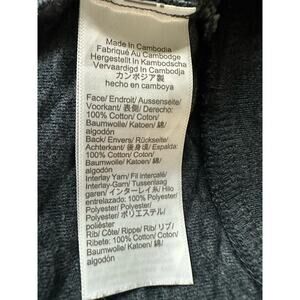 Made In Cambodia
Fabriqué Au Cambodge
Hergestellt In Kambodscha
Vervaardigd In Cambodja
カンボジア製
hecho en camboya
Face/ Endroit/ Aussenseite/
Voorkant/ 表側/ Derecho:
100% Cotton/ Coton/
Baumwolle/ Katoen/ 綿/
algodón
Back/ Envers/ Rückseite/
Achterkant/ 後身頃/ Espalda:
100% Cotton/ Coton/
Baumwolle/ Katoen/ 綿/
algodón
Interlay Yarn/ Fil intercalé/
Interlay Garn/ Tussenlaag
garen/ インターレイ糸/ Hilo
entrelazado: 100% Polyester/
Polyester/ Polyester/
Polyester/ ポリエステル/
poliéster
Rib/ Côte/ Rippe/ Rib/ リブ/
Ribete: 100% Cotton/ Coton/
Baumwolle/ Katoen/ 綿/
algodón